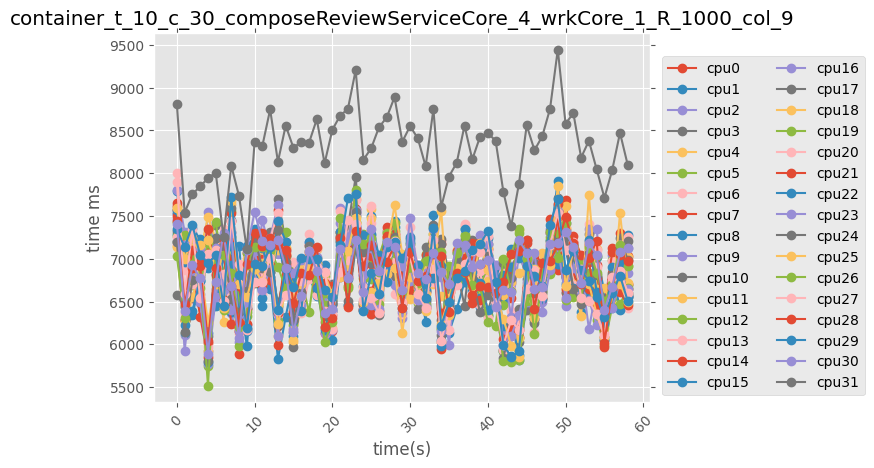 container_t_10_c_30_composeReviewServiceCore_4_wrkCore_1_R_1000_col_9
9500
9000
8500
8000
7500
7000
6500
6000
5500
time ms
0
10
20
30
40
50
60
time(s)
cpu0
cpu1
cpu2
cpu3
cpu4
cpu5
cpu6
cpu7
cpu8
cpu9
cpu10
cpu11
cpu12
cpu13
cpu14
cpu15
cpu16
cpu17
cpu18
cpu19
cpu20
cpu21
cpu22
cpu23
cpu24
cpu25
cpu26
cpu27
cpu28
cpu29
cpu30
cpu31